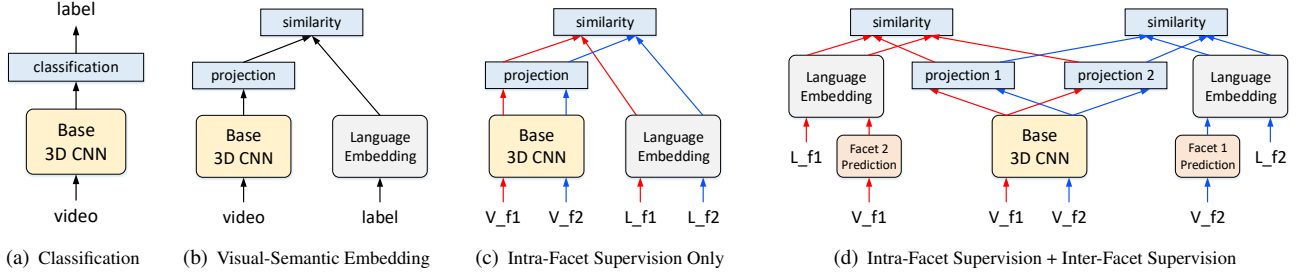 label
classification
Base
3D CNN
video
(a) Classification
similarity
projection
Base
3D CNN
Language
Embedding
video
label
(b) Visual-Semantic Embedding
similarity
projection
Base
3D CNN
Language
Embedding
V_f1
V_f2
L_f1
L_f2
(c) Intra-Facet Supervision Only
similarity
similarity
Language
Embedding
projection 1
projection 2
Language
Embedding
L_f1
Facet 2
Prediction
Base
3D CNN
Facet 1
Prediction
L_f2
V_f1
V_f1
V_f2
V_f2
(d) Intra-Facet Supervision + Inter-Facet Supervision